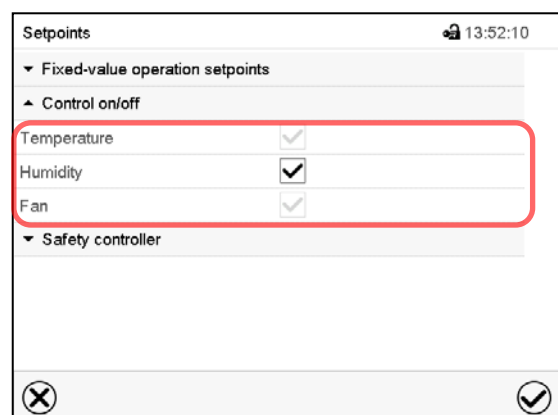 Setpoints 13:52:10
Fixed-value operation setpoints
Control on/off
Temperature
Humidity
Fan
Safety controller